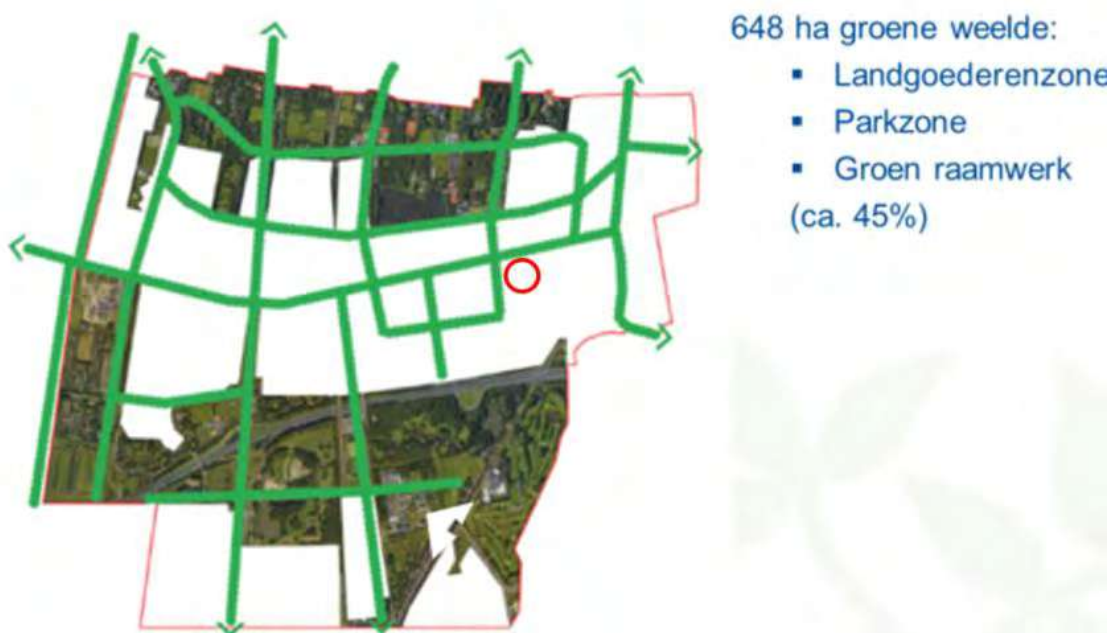 648 ha groene weelde:
▪ Landgoederenzone
▪ Parkzone
▪ Groen raamwerk
(ca. 45%)